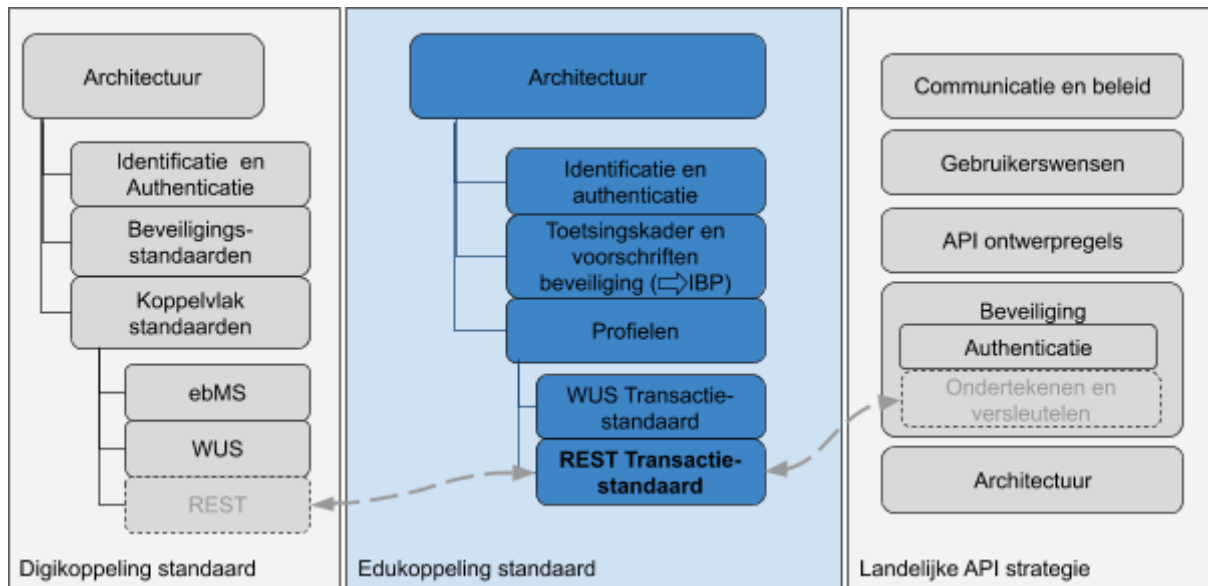 Architectuur
Identificatie en
Authenticatie
Beveiligings-
standaarden
Koppelvlak
standaarden
ebMS
WUS
REST
Digikoppeling standaard
Architectuur
Identificatie en
authenticatie
Toetsingskader en
voorschriften
beveiliging (⇨IBP)
Profielen
WUS Transactie-
standaard
REST Transactie-
standaard
Edukoppeling standaard
Communicatie en beleid
Gebruikerswensen
API ontwerpregels
Beveiliging
Authenticatie
Ondertekenen en
versleutelen
Architectuur
Landelijke API strategie